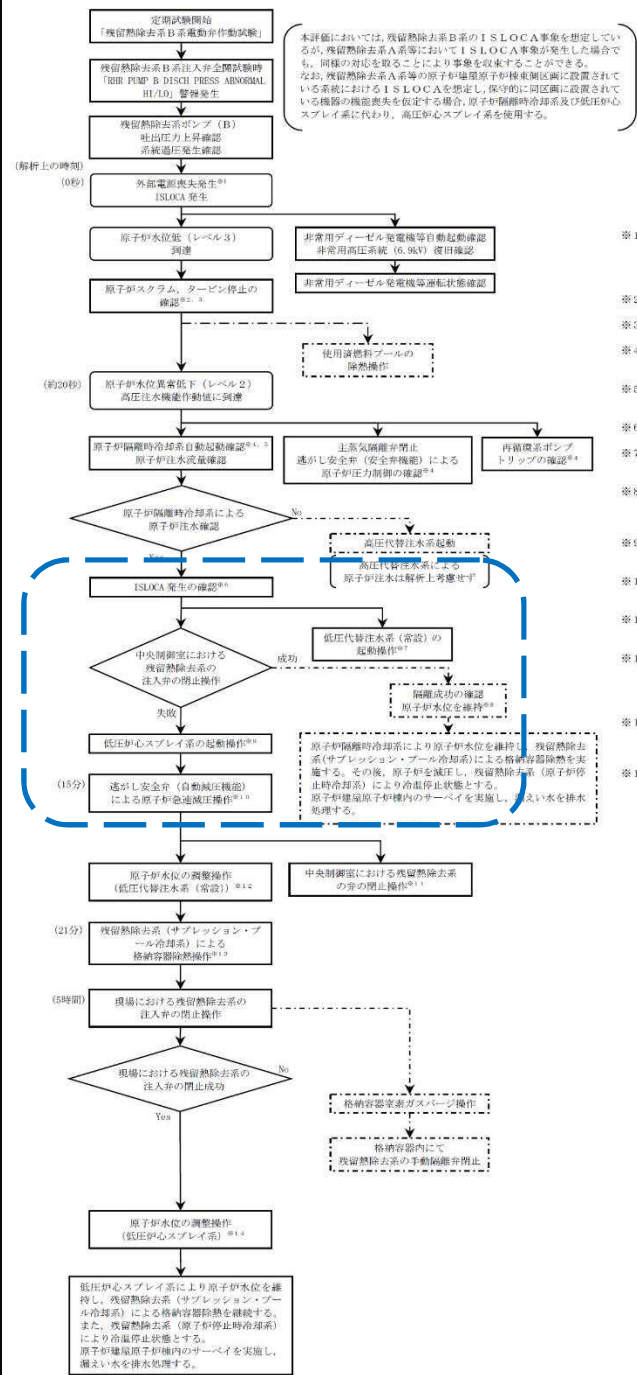 定期試験開始
「残留熱除去系B系電動弁作動試験」
本評価においては,残留熱除去系B系のISLOCA事象を想定してい
るが,残留熱除去系A系等においてISLOCA事象が発生した場合で
も,同様の対応を取ることにより事象を収束することができる。
なお,残留熱除去系A系等の原子炉建屋原子炉棟東側区画に設置されて
いる系統におけるISLOCAを想定し,保守的に同区画に設置されて
いる機器の機能喪失を仮定する場合,原子炉隔離時冷却系及び低圧炉心
スプレイ系に代わり,高圧炉心スプレイ系を使用する。
残留熱除去系B系注入弁全開試験時
「RHR PUMP B DISCH PRESS ABNORMAL
HI/LO」警報発生
残留熱除去系ポンプ(B)
吐出圧力上昇確認
系統過圧発生確認
(解析上の時刻)
(0秒)
外部電源喪失発生※1
ISLOCA 発生
原子炉水位低(レベル3)
到達
非常用ディーゼル発電機等自動起動確認
非常用高圧系統(6.9kV)復旧確認
非常用ディーゼル発電機等運転状態確認
原子炉スクラム,タービン停止の
確認※2,3
使用済燃料プールの
除熱操作
(約20秒)
原子炉水位異常低下(レベル2)
高圧注水機能作動値に到達
原子炉隔離時冷却系自動起動確認※4,5
原子炉注水流量確認
主蒸気隔離弁閉止
逃がし安全弁(安全弁機能)による
原子炉圧力制御の確認※4
再循環系ポンプ
トリップの確認※4
原子炉隔離時冷却系による
原子炉注水確認
No
Yes
高圧代替注水系起動
高圧代替注水系による
原子炉注水は解析上考慮せず
ISLOCA 発生の確認※6
低圧代替注水系(常設)の
起動操作※7
中央制御室における
残留熱除去系の
注入弁の閉止操作
成功
失敗
隔離成功の確認
原子炉水位を維持※8
低圧炉心スプレイ系の起動操作※9
原子炉隔離時冷却系により原子炉水位を維持し,残留熱除去
系(サプレッション・プール冷却系)による格納容器除熱を実
施する。その後,原子炉を減圧し,残留熱除去系(原子炉停
止時冷却系)により冷温停止状態とする。
原子炉建屋原子炉棟内のサーベイを実施し,漏えい水を排水
処理する。
(15分)
逃がし安全弁(自動減圧機能)
による原子炉急速減圧操作※10
原子炉水位の調整操作
(低圧代替注水系(常設))※12
中央制御室における残留熱除去系
の弁の閉止操作※11
(21分)
残留熱除去系(サプレッション・プ
ール冷却系)による
格納容器除熱操作※13
(5時間)
現場における残留熱除去系の
注入弁の閉止操作
現場における残留熱除去系の
注入弁の閉止成功
No
Yes
格納容器窒素ガスパージ操作
格納容器内にて
残留熱除去系の手動隔離弁閉止
原子炉水位の調整操作
(低圧炉心スプレイ系)※14
低圧炉心スプレイ系により原子炉水位を維
持し,残留熱除去系(サプレッション・プー
ル冷却系)による格納容器除熱を継続する。
また,残留熱除去系(原子炉停止時冷却系)
により冷温停止状態とする。
原子炉建屋原子炉棟内のサーベイを実施し,
漏えい水を排水処理する。
※1
※2
※3
※4
※5
※6
※7
※8
※9
※1
※1
※1
※1
※1